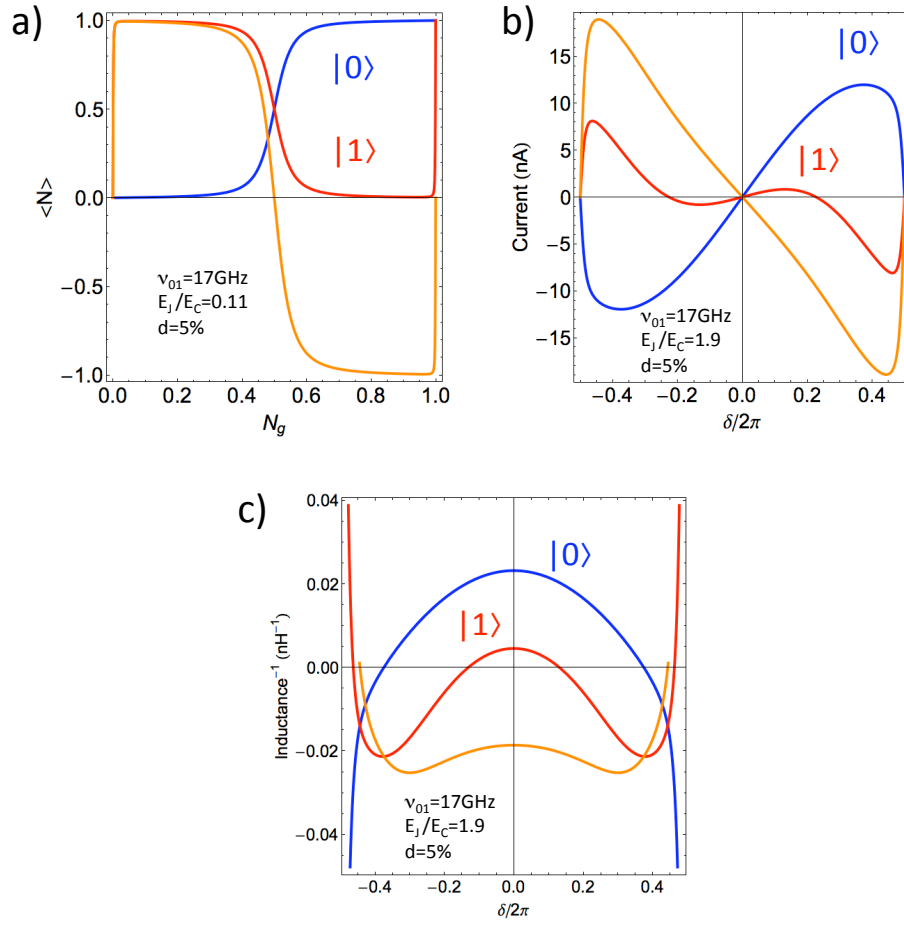 a)
|0⟩
|1⟩
<N>
1.0
0.5
0.0
−0.5
−1.0
ν01=17GHz
EJ/EC=0.11
d=5%
0.0 0.2 0.4 0.6 0.8 1.0
Ng
b)
|0⟩
|1⟩
Current (nA)
15
10
5
0
−5
−10
−15
ν01=17GHz
EJ/EC=1.9
d=5%
−0.4 −0.2 0.0 0.2 0.4
δ/2π
c)
|0⟩
|1⟩
Inductance⁻¹ (nH⁻¹)
0.04
0.02
0.00
−0.02
−0.04
ν01=17GHz
EJ/EC=1.9
d=5%
−0.4 −0.2 0.0 0.2 0.4
δ/2π